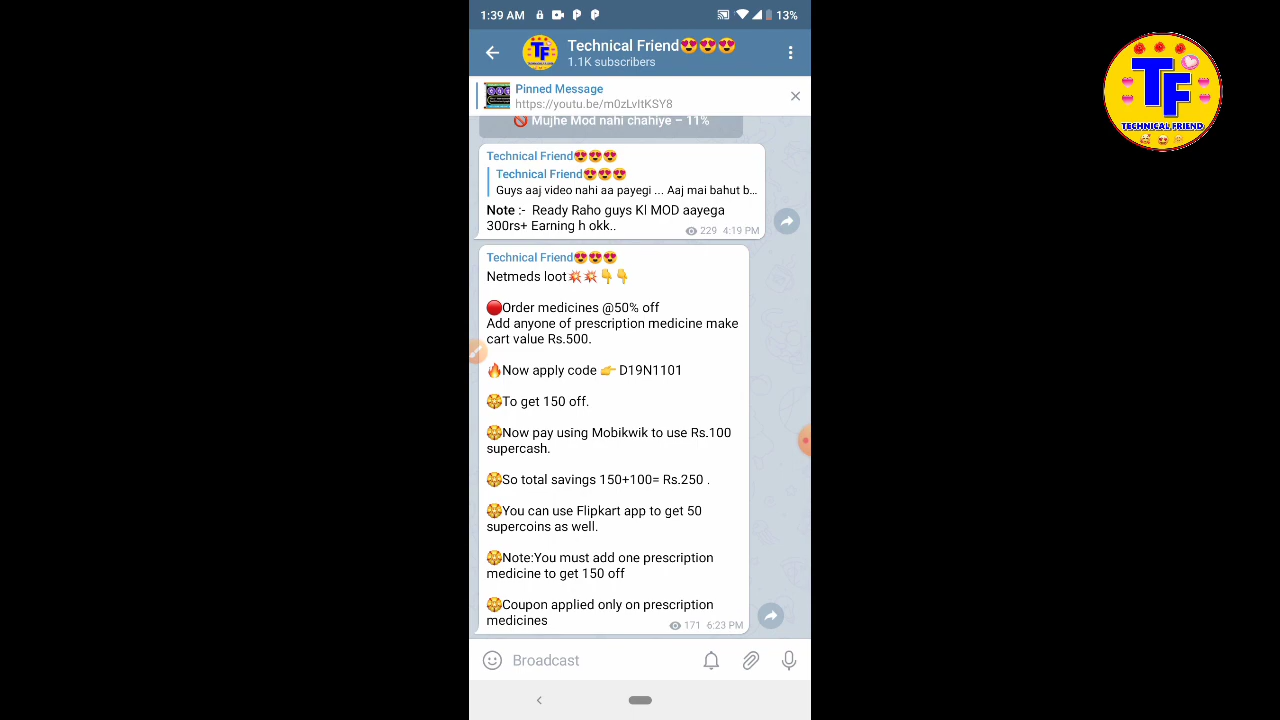 1:39 AM
13%
Technical Friend😍😍😍
1.1K subscribers
Pinned Message
https://youtu.be/m0zLvItKSY8
🚫 Mujhe Mod nahi chahiye – 11%
Technical Friend😍😍😍
Technical Friend😍😍😍
Guys aaj video nahi aa payegi ... Aaj mai bahut b...
Note :-  Ready Raho guys KI MOD aayega
300rs+ Earning h okk..
229 4:19 PM
Technical Friend😍😍😍
Netmeds loot💥💥👇👇
🔴Order medicines @50% off
Add anyone of prescription medicine make
cart value Rs.500.
🔥Now apply code 👉 D19N1101
🏵️To get 150 off.
🏵️Now pay using Mobikwik to use Rs.100
supercash.
🏵️So total savings 150+100= Rs.250 .
🏵️You can use Flipkart app to get 50
supercoins as well.
🏵️Note:You must add one prescription
medicine to get 150 off
🏵️Coupon applied only on prescription
medicines
171 6:23 PM
Broadcast
TF
TECHNICAL FRIEND